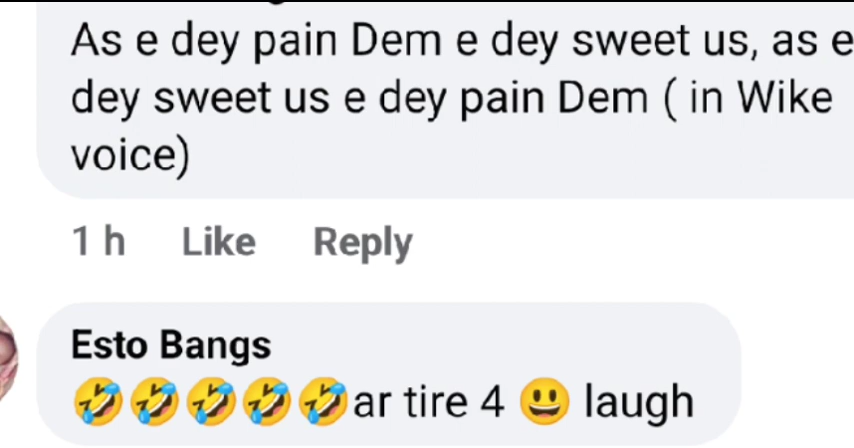 As e dey pain Dem e dey sweet us, as e
dey sweet us e dey pain Dem ( in Wike
voice)
1 h Like Reply
Esto Bangs
🤣🤣🤣🤣🤣ar tire 4 😃 laugh